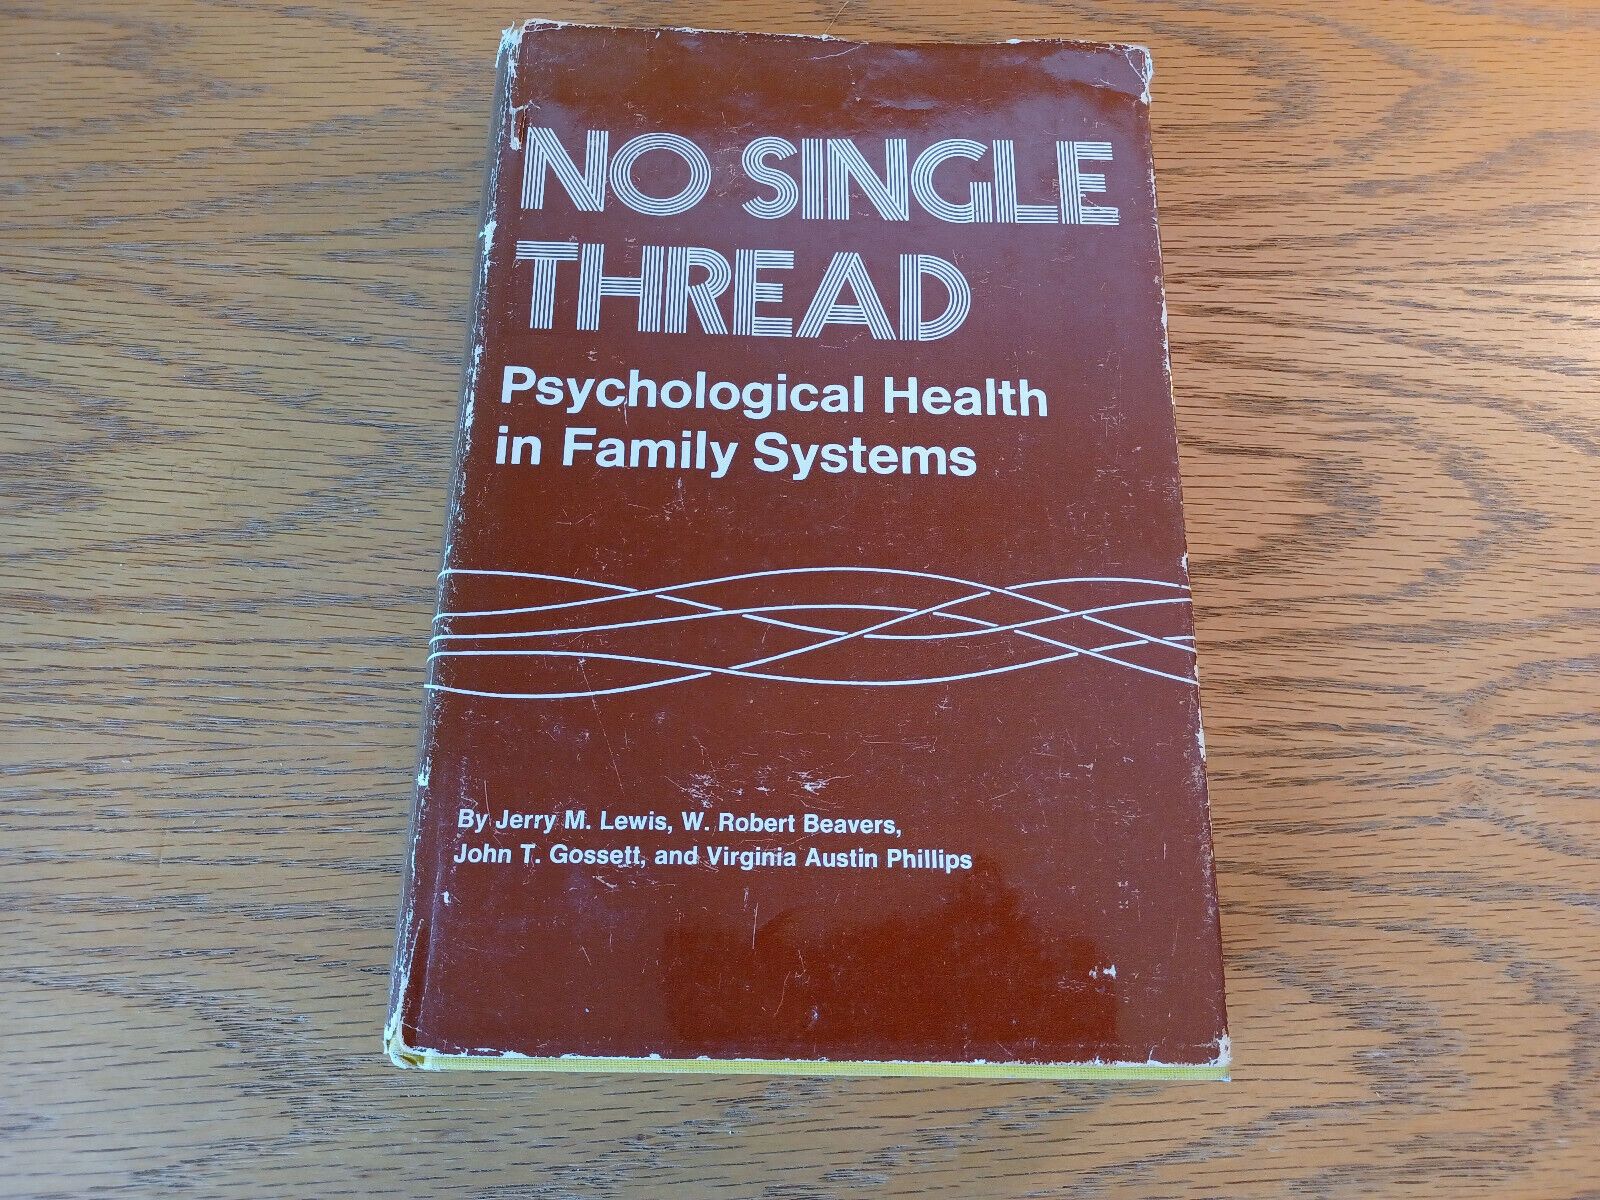 NO SINGLE
THREAD
Psychological Health
in Family Systems
By Jerry M. Lewis, W. Robert Beavers,
John T. Gossett, and Virginia Austin Phillips